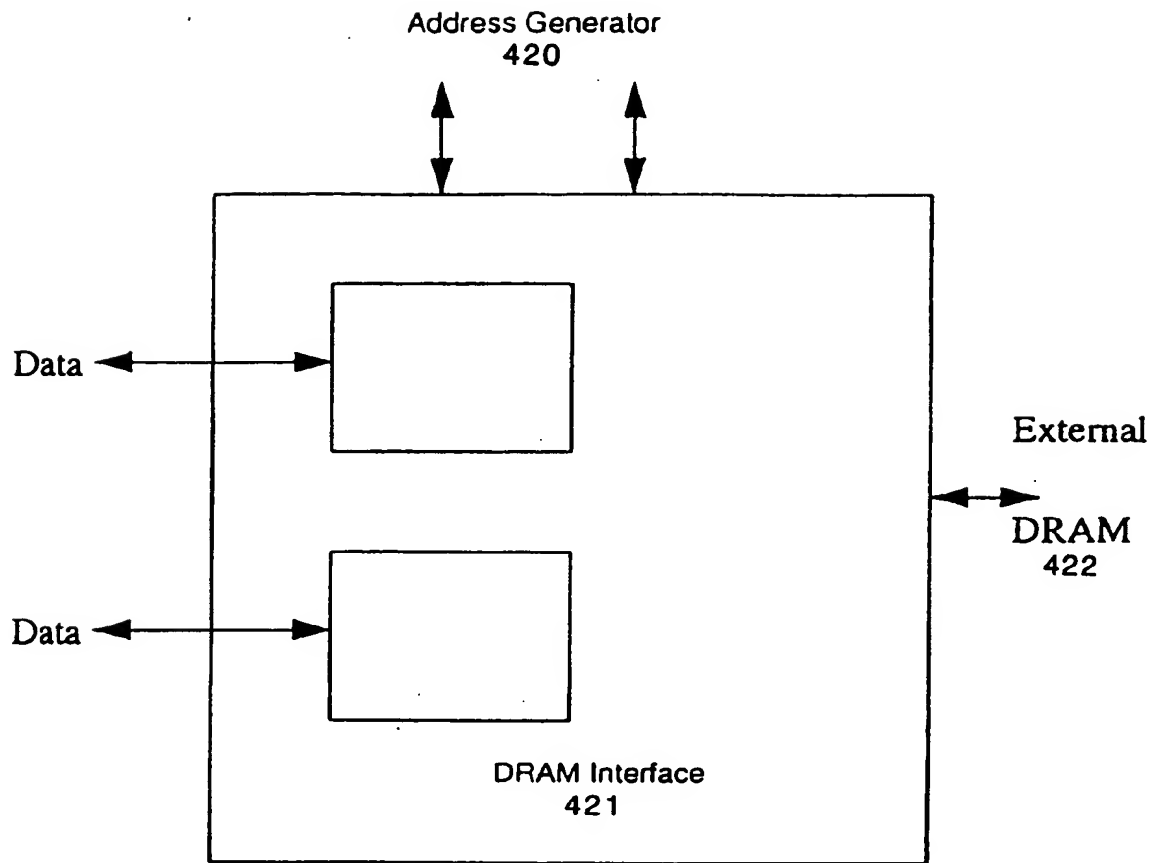 Address Generator
420
Data
External
DRAM
422
Data
DRAM Interface
421